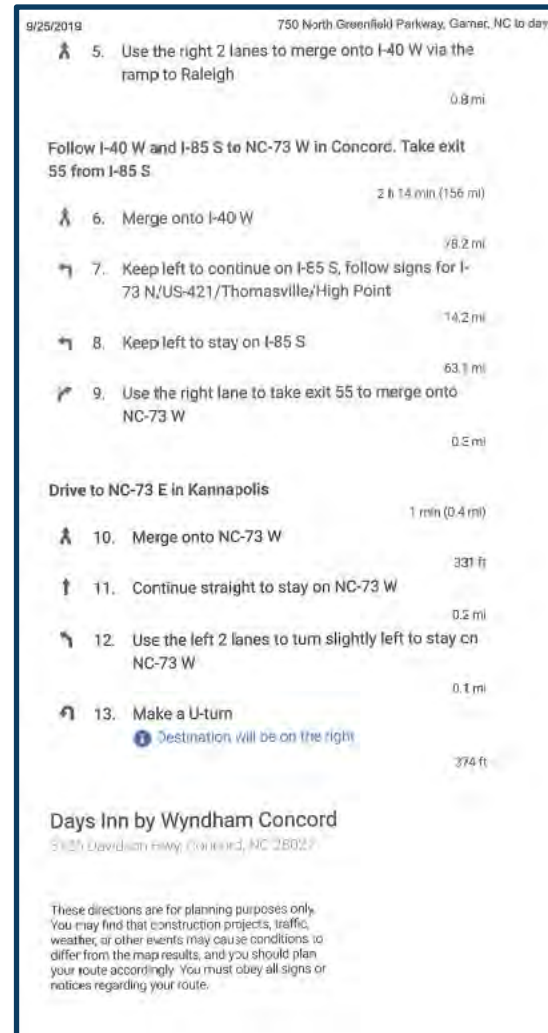 9/25/2019 750 North Greenfield Parkway, Garner, NC to day
5. Use the right 2 lanes to merge onto I-40 W via the
ramp to Raleigh
0.8 mi
Follow I-40 W and I-85 S to NC-73 W in Concord. Take exit
55 from I-85 S
2 h 14 min (156 mi)
6. Merge onto I-40 W
78.2 mi
7. Keep left to continue on I-85 S, follow signs for I-
73 N/US-421/Thomasville/High Point
14.2 mi
8. Keep left to stay on I-85 S
63.1 mi
9. Use the right lane to take exit 55 to merge onto
NC-73 W
mi
Drive to NC-73 E in Kannapolis
1 min (0.4 mi)
10. Merge onto NC-73 W
331 ft
11. Continue straight to stay on NC-73 W
0.2 mi
12. Use the left 2 lanes to turn slightly left to stay on
NC-73 W
0.1 mi
13. Make a U-turn
Destination will be on the right
374 ft
Days Inn by Wyndham Concord
Davidson Hwy, Concord, NC 28027
These directions are for planning purposes only.
You may find that construction projects, traffic,
weather, or other events may cause conditions to
differ from the map results, and you should plan
your route accordingly. You must obey all signs or
notices regarding your route.